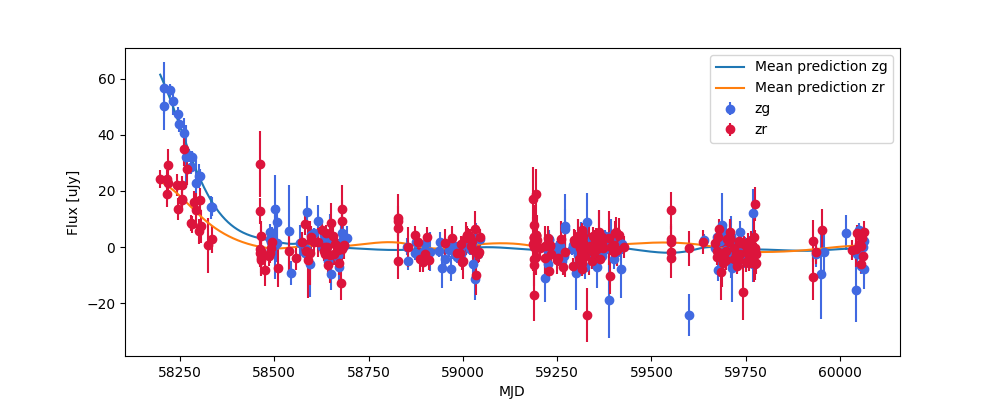 Mean prediction zg
Mean prediction zr
zg
zr
60
40
20
0
−20
Flux [uJy]
58250 58500 58750 59000 59250 59500 59750 60000
MJD